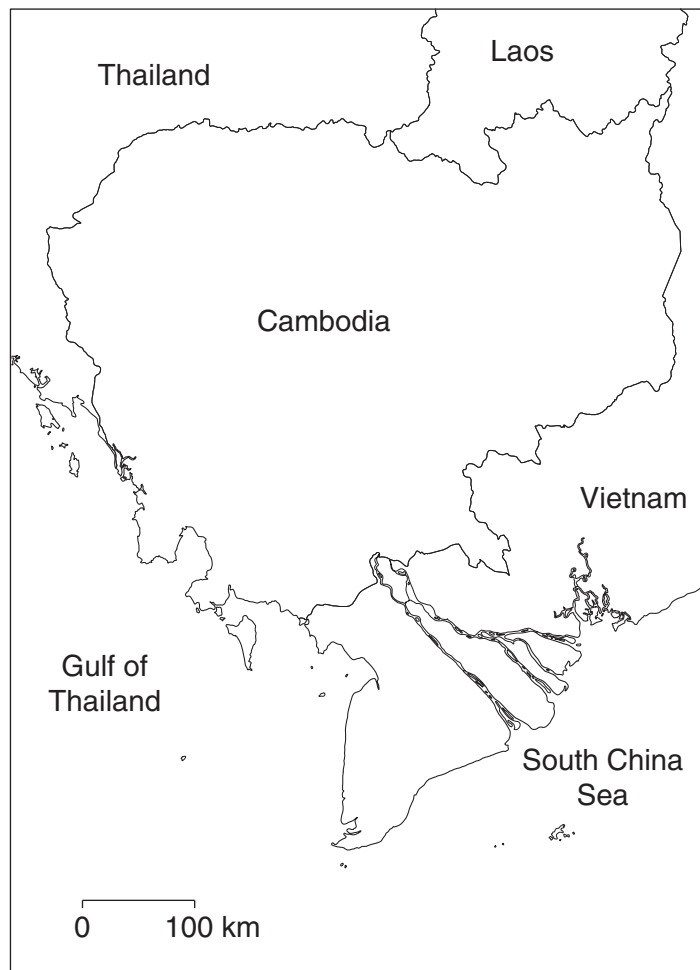 Laos
Thailand
Cambodia
Vietnam
Gulf of
Thailand
South China
Sea
0 100 km